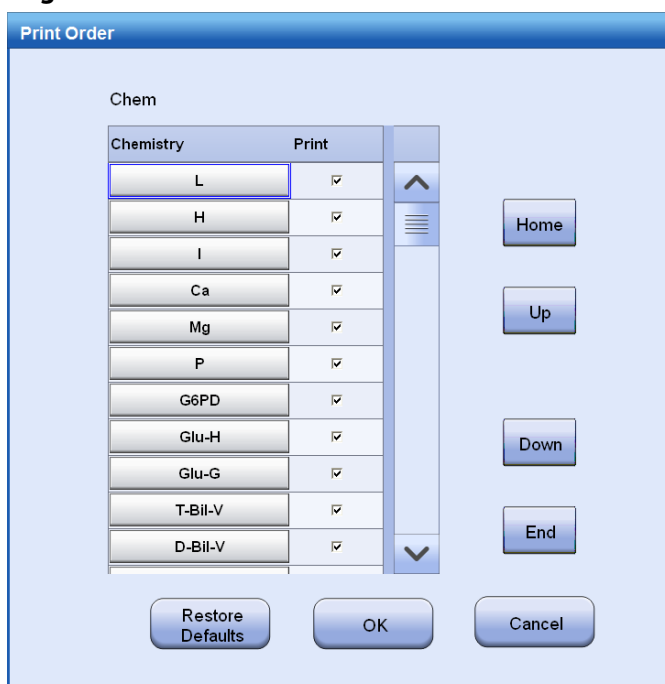 Print Order
Chem
Chemistry Print
L
H
I
Ca
Mg
P
G6PD
Glu-H
Glu-G
T-Bil-V
D-Bil-V
Home
Up
Down
End
Restore
Defaults
OK
Cancel